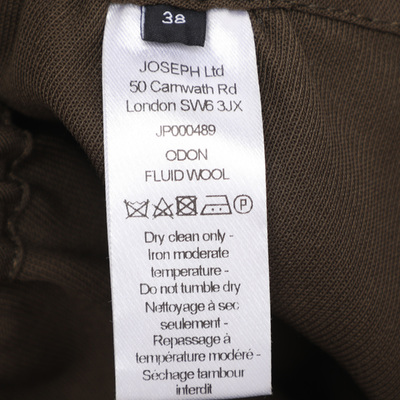 38
JOSEPH Ltd
50 Carnwath Rd
London SW6 3JX
JP000489
ODON
FLUID WOOL
P
Dry clean only -
Iron moderate
temperature -
Do not tumble dry
Nettoyage à sec
seulement -
Repassage à
température modéré -
Séchage tambour
interdit